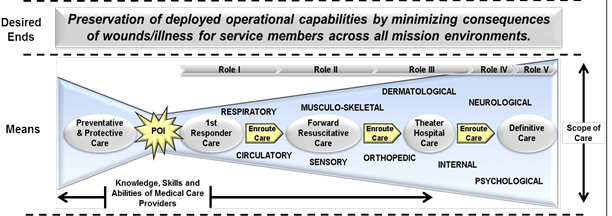 Desired
Ends
Preservation of deployed operational capabilities by minimizing consequences
of wounds/illness for service members across all mission environments.
Role I
Role II
Role III
Role IV
Role V
DERMATOLOGICAL
NEUROLOGICAL
MUSCULO-SKELETAL
RESPIRATORY
Means
Preventative
& Protective
Care
POI
1st
Responder
Care
Enroute
Care
Forward
Resuscitative
Care
Enroute
Care
Theater
Hospital
Care
Enroute
Care
Definitive
Care
Scope of
Care
CIRCULATORY
SENSORY
ORTHOPEDIC
INTERNAL
PSYCHOLOGICAL
Knowledge, Skills and
Abilities of Medical Care
Providers